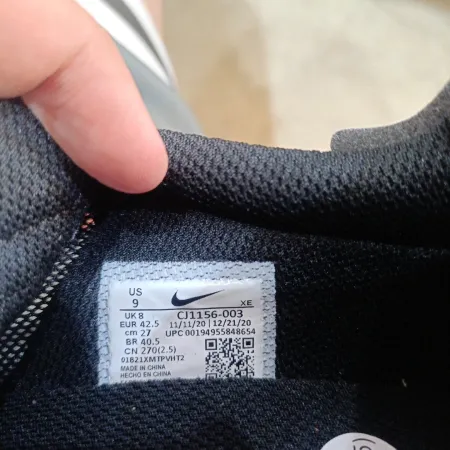 US
9 XE
UK 8 CJ1156-003
EUR 42.5 11/11/20 | 12/21/20
cm 27 UPC 00194955848654
BR 40.5
CN 270(2.5)
01B21XMTPVHT2
MADE IN CHINA
HECHO EN CHINA